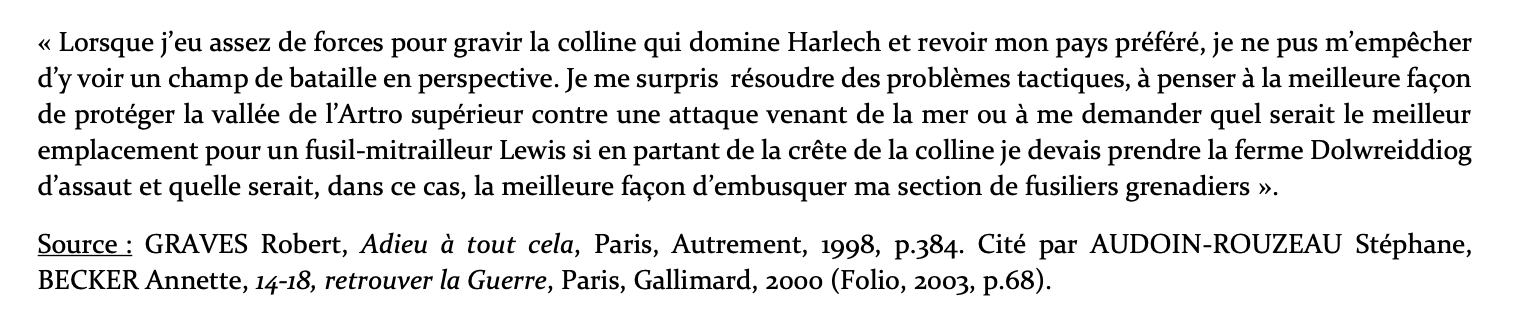 « Lorsque j’eu assez de forces pour gravir la colline qui domine Harlech et revoir mon pays préféré, je ne pus m’empêcher
d’y voir un champ de bataille en perspective. Je me surpris  résoudre des problèmes tactiques, à penser à la meilleure façon
de protéger la vallée de l’Artro supérieur contre une attaque venant de la mer ou à me demander quel serait le meilleur
emplacement pour un fusil-mitrailleur Lewis si en partant de la crête de la colline je devais prendre la ferme Dolwreiddiog
d’assaut et quelle serait, dans ce cas, la meilleure façon d’embusquer ma section de fusiliers grenadiers ».
Source : GRAVES Robert, Adieu à tout cela, Paris, Autrement, 1998, p.384. Cité par AUDOIN-ROUZEAU Stéphane,
BECKER Annette, 14-18, retrouver la Guerre, Paris, Gallimard, 2000 (Folio, 2003, p.68).